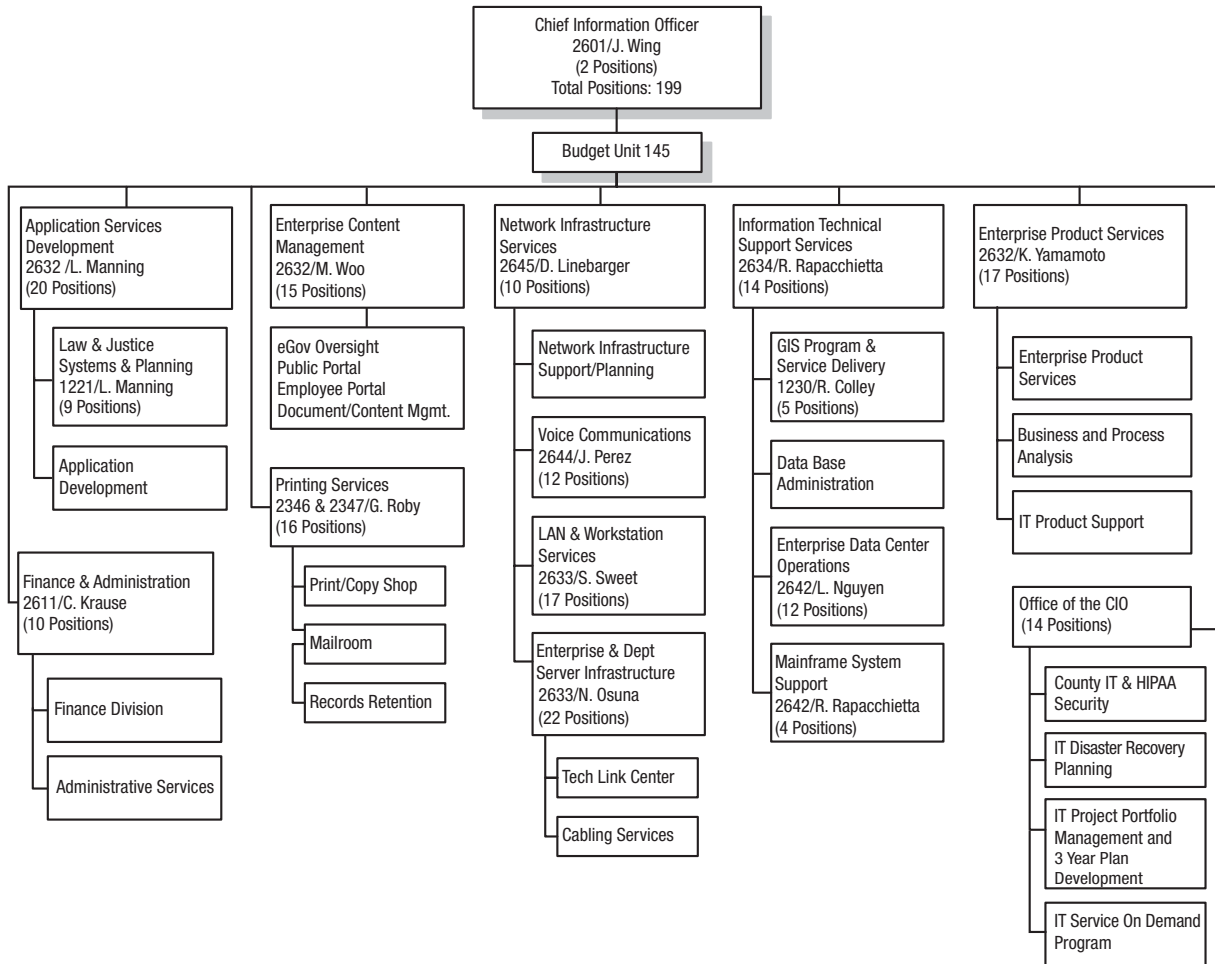 Chief Information Officer
2601/J. Wing
(2 Positions)
Total Positions: 199
Budget Unit 145
Application Services
Development
2632 /L. Manning
(20 Positions)
Law & Justice
Systems & Planning
1221/L. Manning
(9 Positions)
Application
Development
Finance & Administration
2611/C. Krause
(10 Positions)
Finance Division
Administrative Services
Enterprise Content
Management
2632/M. Woo
(15 Positions)
eGov Oversight
Public Portal
Employee Portal
Document/Content Mgmt.
Printing Services
2346 & 2347/G. Roby
(16 Positions)
Print/Copy Shop
Mailroom
Records Retention
Network Infrastructure
Services
2645/D. Linebarger
(10 Positions)
Network Infrastructure
Support/Planning
Voice Communications
2644/J. Perez
(12 Positions)
LAN & Workstation
Services
2633/S. Sweet
(17 Positions)
Enterprise & Dept
Server Infrastructure
2633/N. Osuna
(22 Positions)
Tech Link Center
Cabling Services
Information Technical
Support Services
2634/R. Rapacchietta
(14 Positions)
GIS Program &
Service Delivery
1230/R. Colley
(5 Positions)
Data Base
Administration
Enterprise Data Center
Operations
2642/L. Nguyen
(12 Positions)
Mainframe System
Support
2642/R. Rapacchietta
(4 Positions)
Enterprise Product Services
2632/K. Yamamoto
(17 Positions)
Enterprise Product
Services
Business and Process
Analysis
IT Product Support
Office of the CIO
(14 Positions)
County IT & HIPAA
Security
IT Disaster Recovery
Planning
IT Project Portfolio
Management and
3 Year Plan
Development
IT Service On Demand
Program